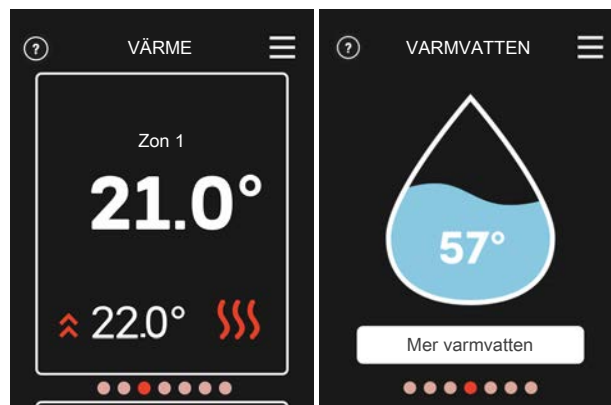 ?
VÄRME
Zon 1
21.0°
22.0°
?
VARMVATTEN
57°
Mer varmvatten